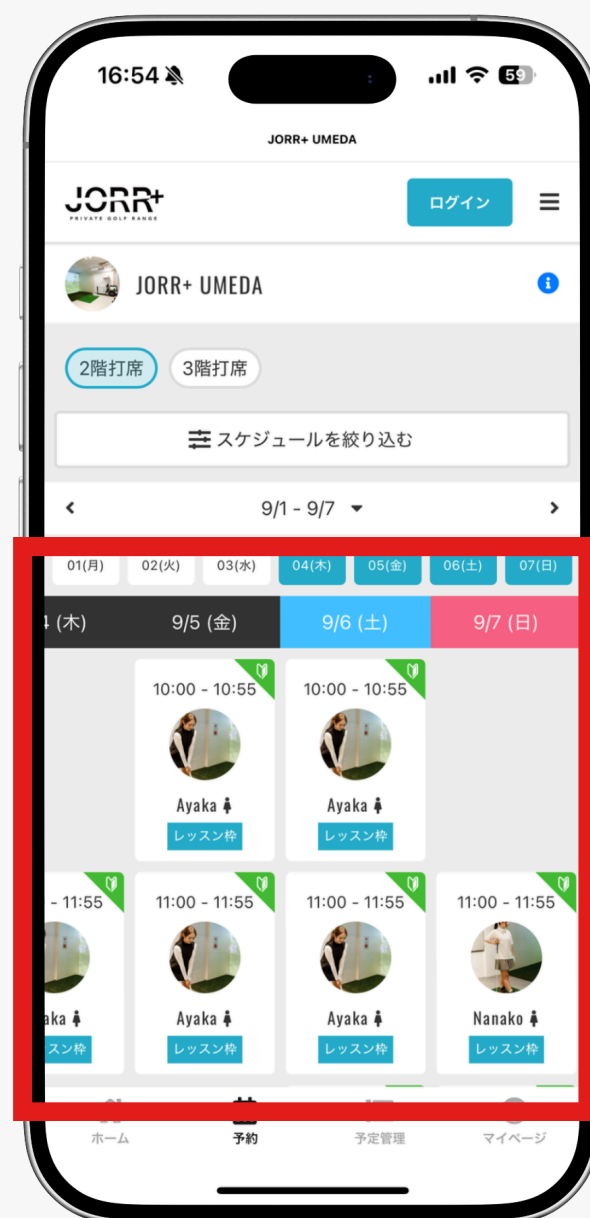 16:54
59
JORR+ UMEDA
JORR+
PRIVATE GOLF RANGE
ログイン
JORR+ UMEDA
2階打席
3階打席
スケジュールを絞り込む
9/1 - 9/7
01(月) 02(火) 03(水) 04(木) 05(金) 06(土) 07(日)
4 (木) 9/5 (金) 9/6 (土) 9/7 (日)
10:00 - 10:55 10:00 - 10:55
Ayaka Ayaka
レッスン枠 レッスン枠
- 11:55 11:00 - 11:55 11:00 - 11:55 11:00 - 11:55
aka Ayaka Ayaka Nanako
スン枠 レッスン枠 レッスン枠 レッスン枠
ホーム 予約 予定管理 マイページ